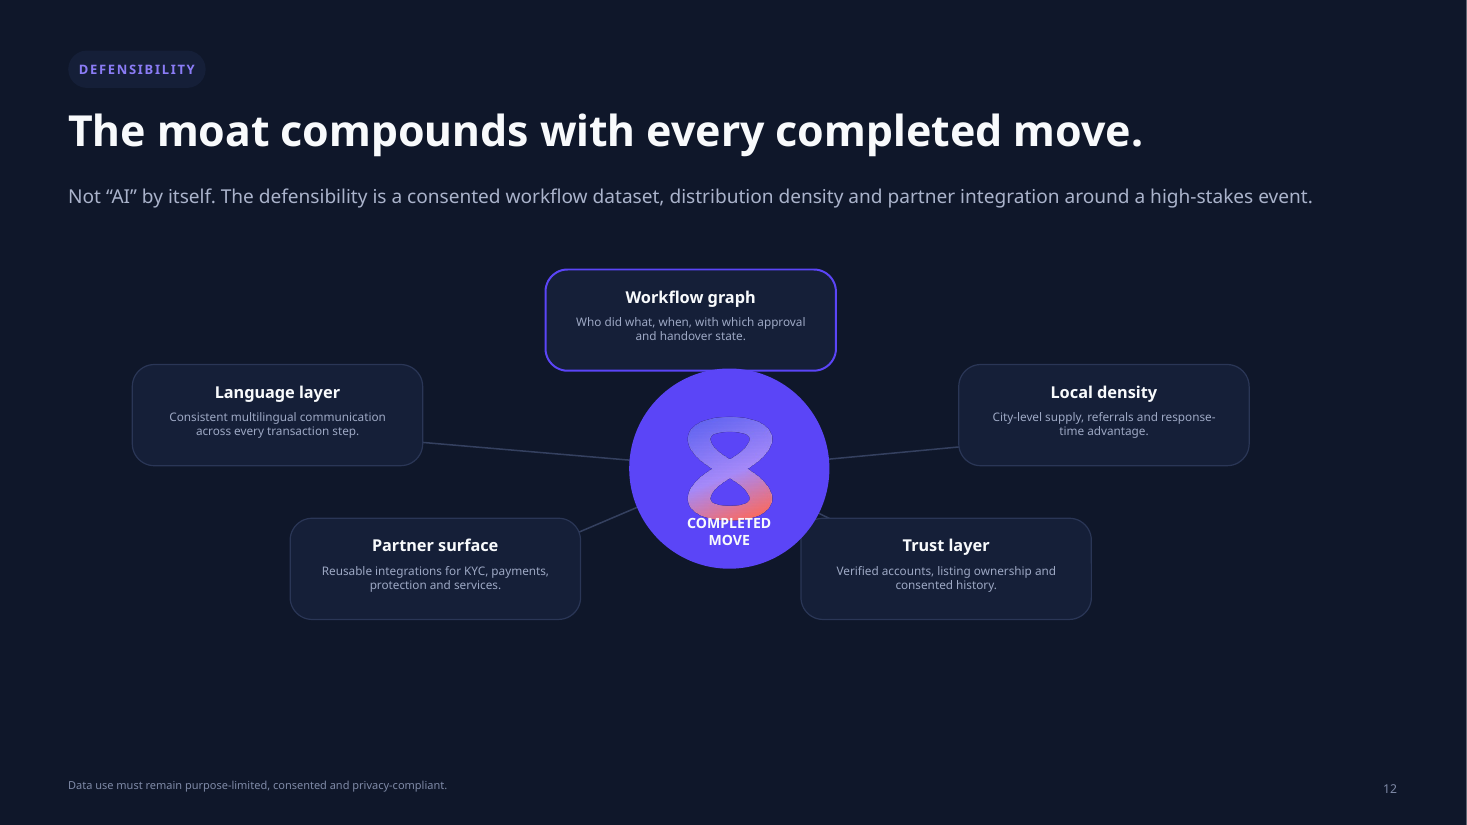 DEFENSIBILITY
The moat compounds with every completed move.
Not “AI” by itself. The defensibility is a consented workflow dataset, distribution density and partner integration around a high-stakes event.
Workflow graph
Who did what, when, with which approval
and handover state.
Language layer
Consistent multilingual communication
across every transaction step.
Local density
City-level supply, referrals and response-
time advantage.
COMPLETED
MOVE
Partner surface
Reusable integrations for KYC, payments,
protection and services.
Trust layer
Verified accounts, listing ownership and
consented history.
Data use must remain purpose-limited, consented and privacy-compliant.
12